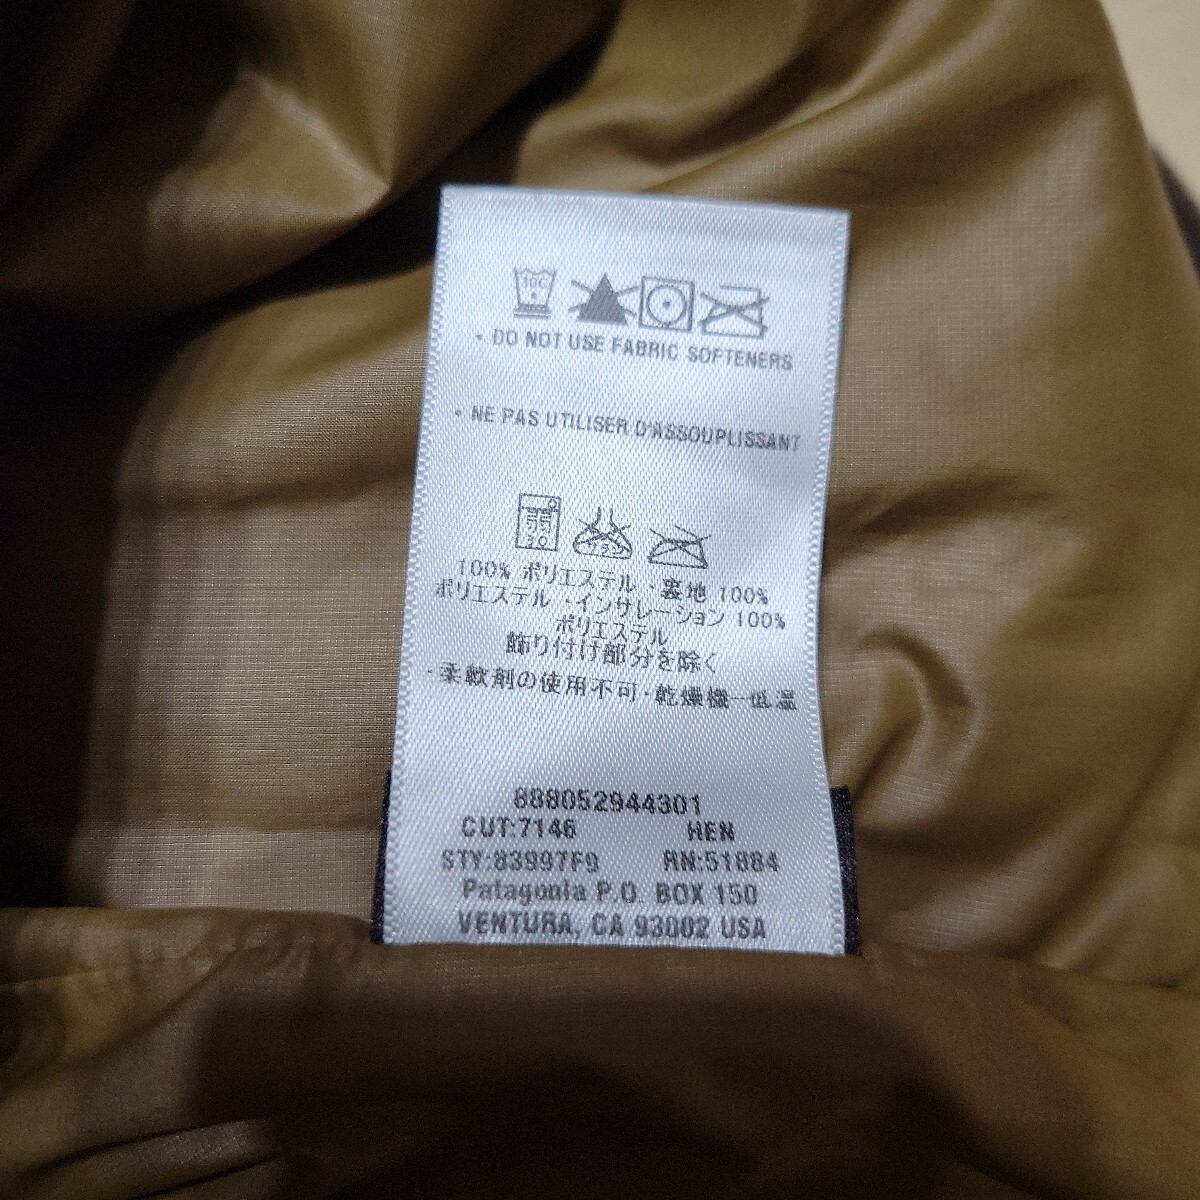 30C
• DO NOT USE FABRIC SOFTENERS
• NE PAS UTILISER D'ASSOUPLISSANT
弱 30
100% ポリエステル ・裏地 100%
ポリエステル ・インサレーション 100%
ポリエステル
飾り付け部分を除く
・柔軟剤の使用不可・乾燥機ー低温
888052944301
CUT:7146 HEN
STY:83997F9 RN:51884
Patagonia P.O. BOX 150
VENTURA, CA 93002 USA